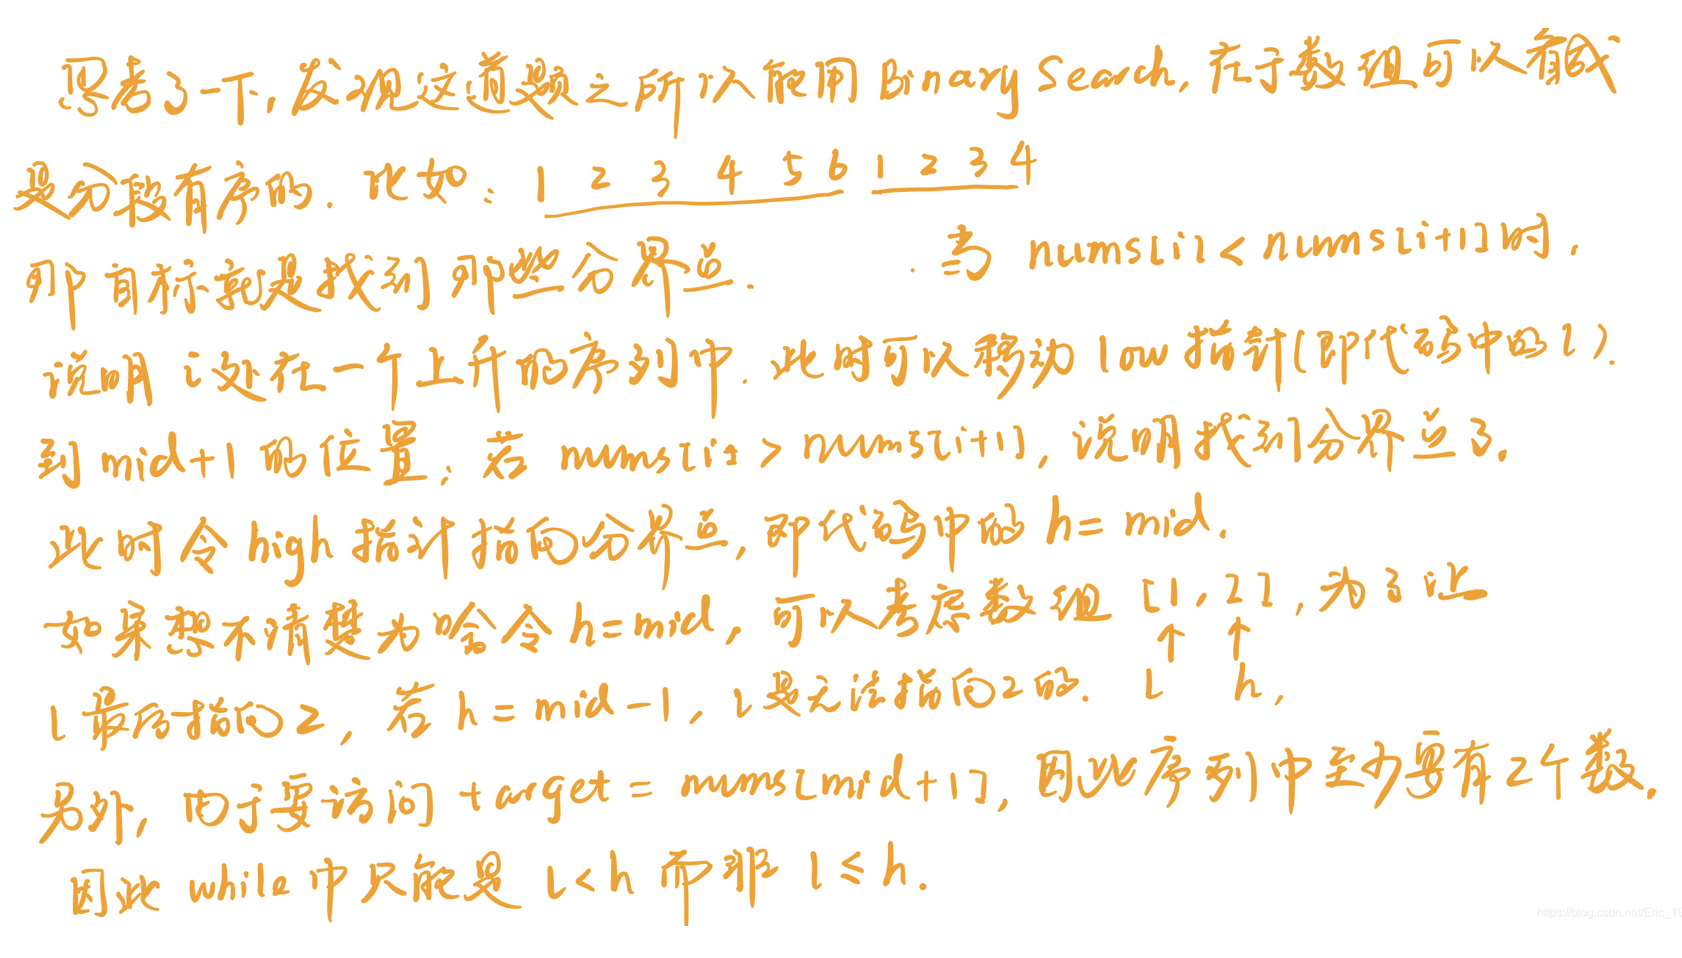 思考了一下，发现这道题之所以能用 Binary Search，在于数组可以看成
是分段有序的．比如：1 2 3 4 5 6 1 2 3 4
那目标就是找到那些分界点．当 nums[i] < nums[i+1] 时，
说明 i 处在一个上升的序列中．此时可以移动 low 指针(即代码中的 l)．
到 mid+1 的位置；若 nums[i] > nums[i+1]，说明找到分界点了．
此时令 high 指针指向分界点，即代码中的 h = mid．
如果想不清楚为啥令 h=mid，可以考虑数组 [1, 2]，为了让
↑ ↑
l 最后指向2，若 h = mid-1，l 是无法指向2的． l h，
另外，由于要访问 target = nums[mid+1]，因此序列中至少要有2个数．
因此 while 中只能是 l<h 而非 l≤h．
https://blog.csdn.net/Eric_19